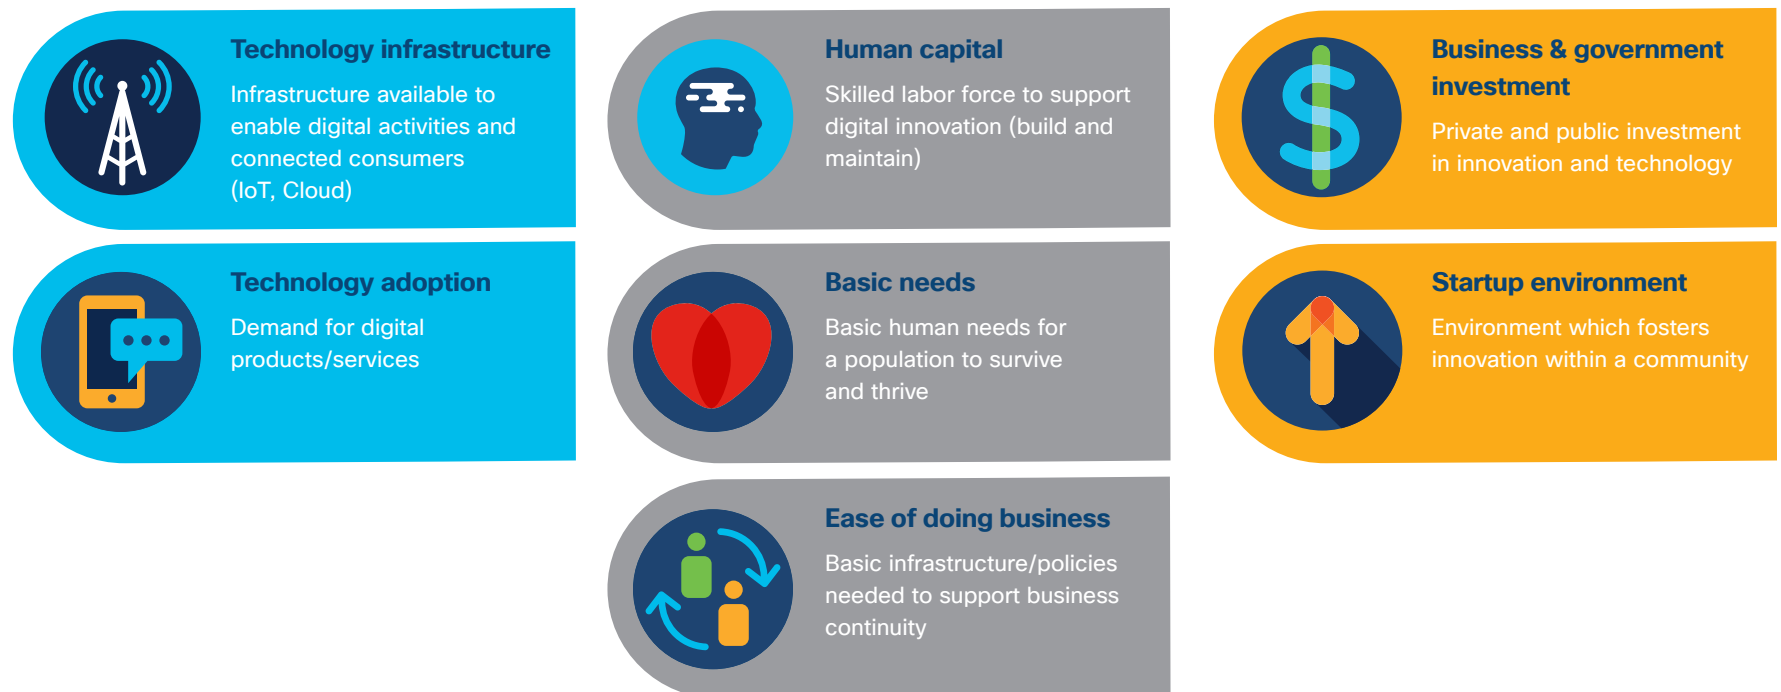 Technology infrastructure
Infrastructure available to
enable digital activities and
connected consumers
(IoT, Cloud)
Technology adoption
Demand for digital
products/services
Human capital
Skilled labor force to support
digital innovation (build and
maintain)
Basic needs
Basic human needs for
a population to survive
and thrive
Ease of doing business
Basic infrastructure/policies
needed to support business
continuity
Business & government
investment
Private and public investment
in innovation and technology
Startup environment
Environment which fosters
innovation within a community